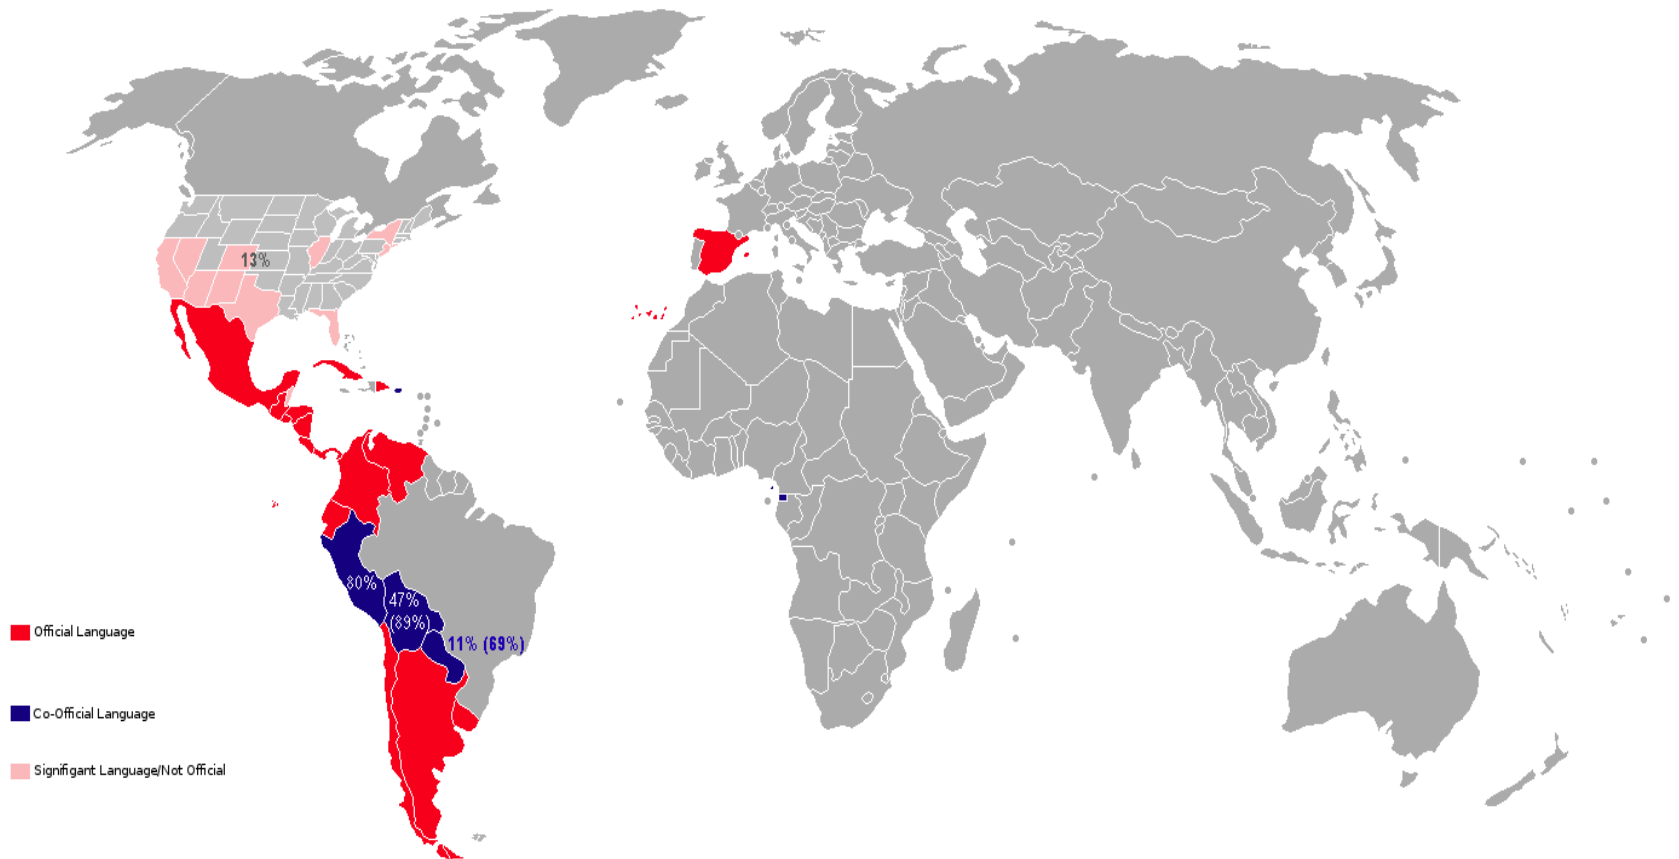 13%
80%
47%
(89%)
11% (69%)
Official Language
Co-Official Language
Signifigant Language/Not Official